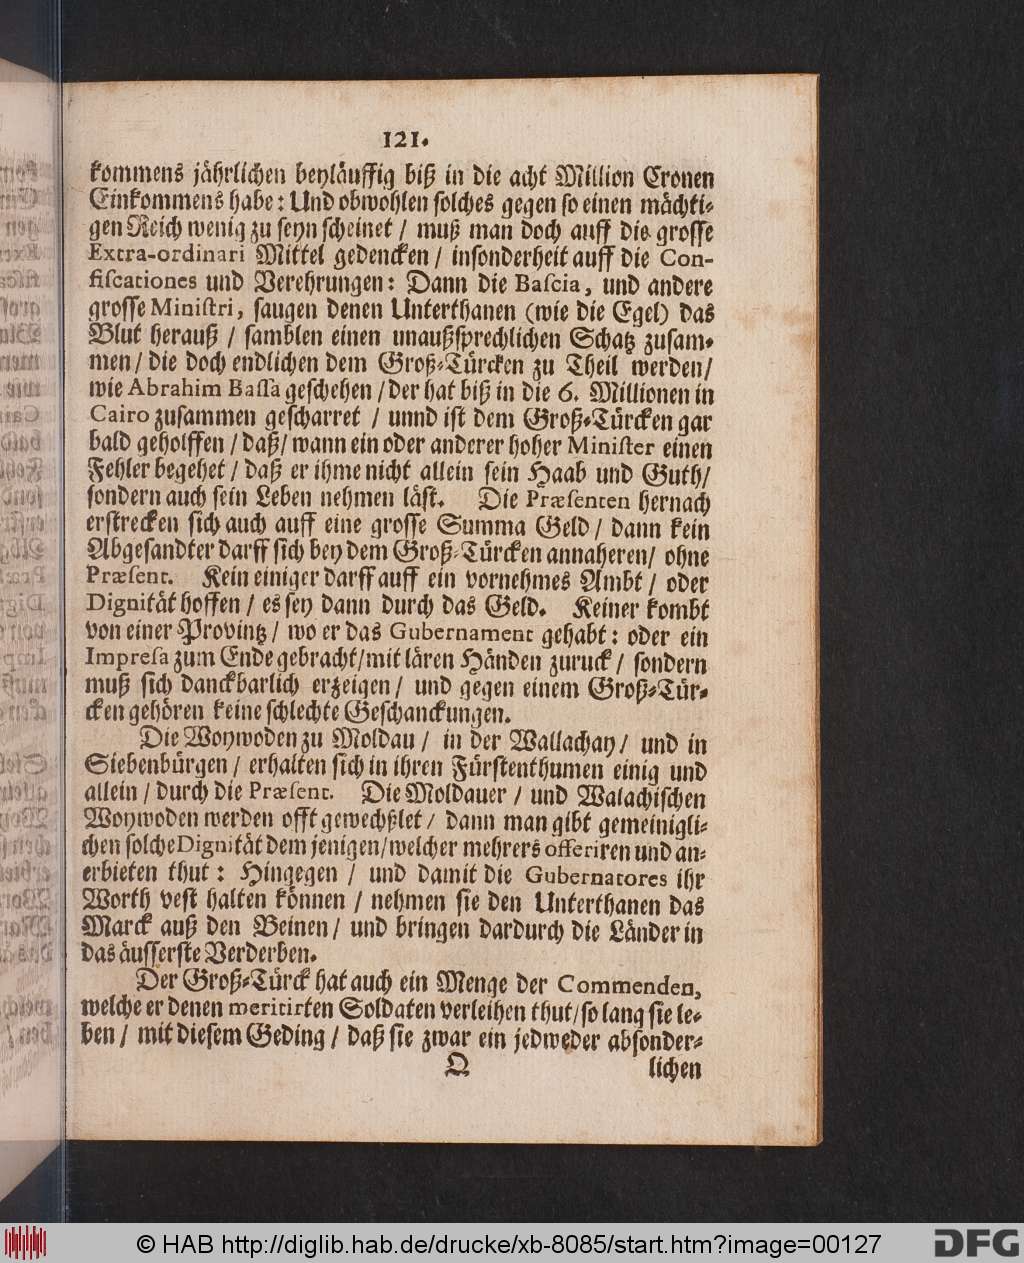 121.
kommens jährlichen beyläuffig biß in die acht Million Cronen
Einkommens habe: Und obwohlen solches gegen so einen mächti-
gen Reich wenig zu seyn scheinet / muß man doch auff die grosse
Extra-ordinari Mittel gedencken / insonderheit auff die Con-
fiscationes und Verehrungen: Dann die Bascia, und andere
grosse Ministri, saugen denen Unterthanen (wie die Egel) das
Blut herauß / samblen einen unaußsprechlichen Schatz zusam-
men / die doch endlichen dem Groß-Türcken zu Theil werden /
wie Abrahim Bassa geschehen / der hat biß in die 6. Millionen in
Cairo zusammen gescharret / unnd ist dem Groß-Türcken gar
bald geholffen / daß / wann ein oder anderer hoher Minister einen
Fehler begehet / daß er ihme nicht allein sein Haab und Guth /
sondern auch sein Leben nehmen läst. Die Præsenten hernach
erstrecken sich auch auff eine grosse Summa Geld / dann kein
Abgesandter darff sich bey dem Groß-Türcken annaheren / ohne
Præsent. Kein einiger darff auff ein vornehmes Ambt / oder
Dignität hoffen / es sey dann durch das Geld. Keiner kombt
von einer Provintz / wo er das Gubernament gehabt: oder ein
Impresa zum Ende gebracht / mit lären Händen zuruck / sondern
muß sich danckbarlich erzeigen / und gegen einem Groß-Tür-
cken gehören keine schlechte Geschanckungen.
Die Woywoden zu Moldau / in der Wallachay / und in
Siebenbürgen / erhalten sich in ihren Fürstenthumen einig und
allein / durch die Præsent. Die Moldauer / und Walachischen
Woywoden werden offt gewechßlet / dann man gibt gemeinigli-
chen solche Dignität dem jenigen / welcher mehrers offeriren und an-
erbieten thut: Hingegen / und damit die Gubernatores ihr
Worth vest halten können / nehmen sie den Unterthanen das
Marck auß den Beinen / und bringen dardurch die Länder in
das äusserste Verderben.
Der Groß-Türck hat auch ein Menge der Commenden,
welche er denen meritirten Soldaten verleihen thut / so lang sie le-
ben / mit diesem Geding / daß sie zwar ein jedweder absonder-
Q lichen
© HAB http://diglib.hab.de/drucke/xb-8085/start.htm?image=00127
DFG